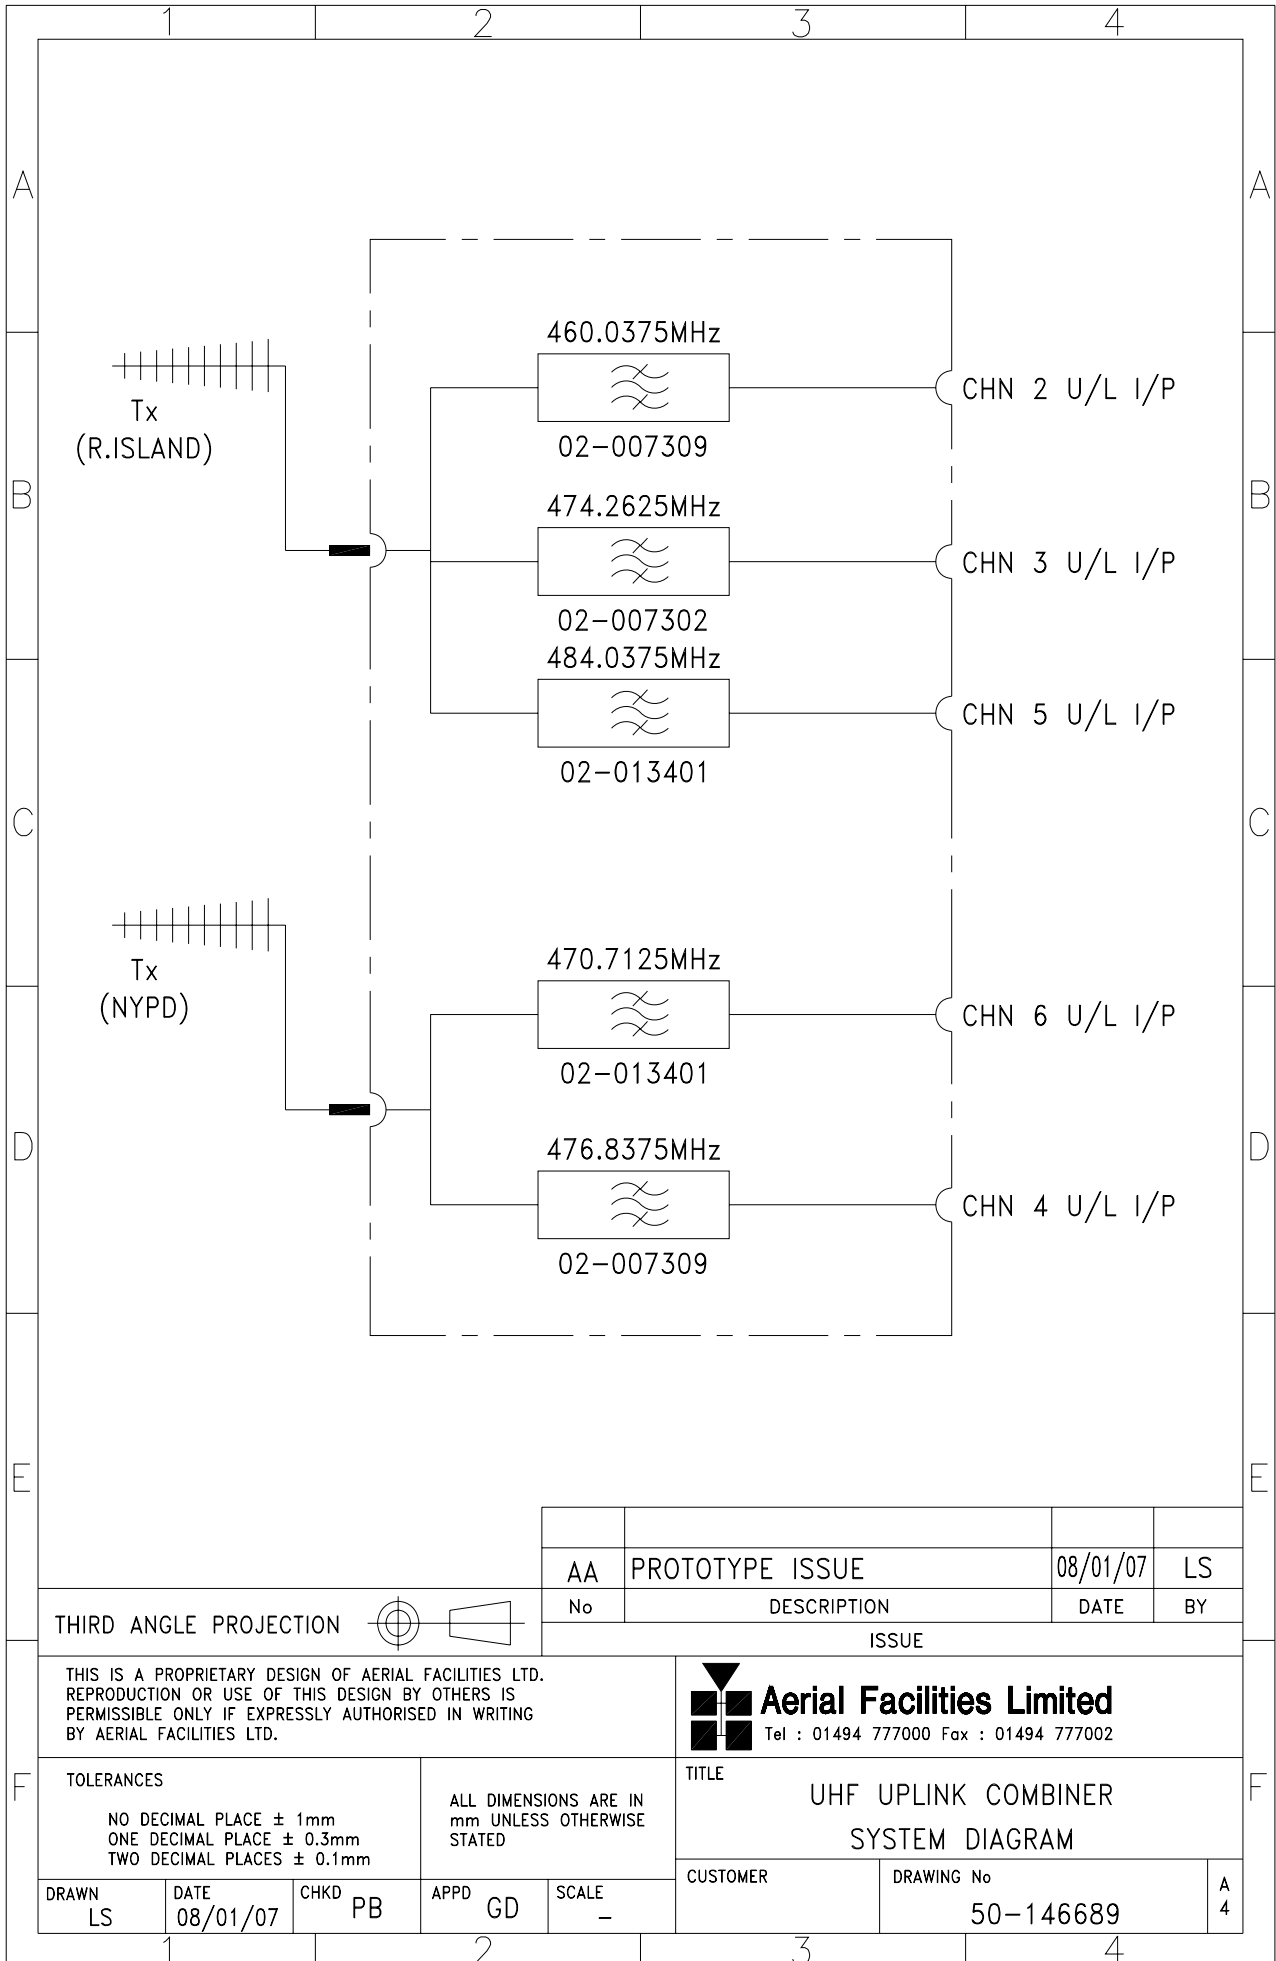 1 2 3 4
A A
460.0375MHz
CHN 2 U/L I/P
Tx
(R.ISLAND)
02-007309
B B
474.2625MHz
CHN 3 U/L I/P
02-007302
484.0375MHz
CHN 5 U/L I/P
02-013401
C C
470.7125MHz
Tx
(NYPD)
CHN 6 U/L I/P
02-013401
D D
476.8375MHz
CHN 4 U/L I/P
02-007309
E E
AA PROTOTYPE ISSUE 08/01/07 LS
No DESCRIPTION DATE BY
ISSUE
THIRD ANGLE PROJECTION
THIS IS A PROPRIETARY DESIGN OF AERIAL FACILITIES LTD.
REPRODUCTION OR USE OF THIS DESIGN BY OTHERS IS
PERMISSIBLE ONLY IF EXPRESSLY AUTHORISED IN WRITING
BY AERIAL FACILITIES LTD.
Aerial Facilities Limited
Tel : 01494 777000 Fax : 01494 777002
F F
TOLERANCES
NO DECIMAL PLACE ± 1mm
ONE DECIMAL PLACE ± 0.3mm
TWO DECIMAL PLACES ± 0.1mm
ALL DIMENSIONS ARE IN
mm UNLESS OTHERWISE
STATED
TITLE
UHF UPLINK COMBINER
SYSTEM DIAGRAM
DRAWN
LS
DATE
08/01/07
CHKD PB
APPD GD
SCALE
–
CUSTOMER
DRAWING No
50-146689
A
4
1 2 3 4